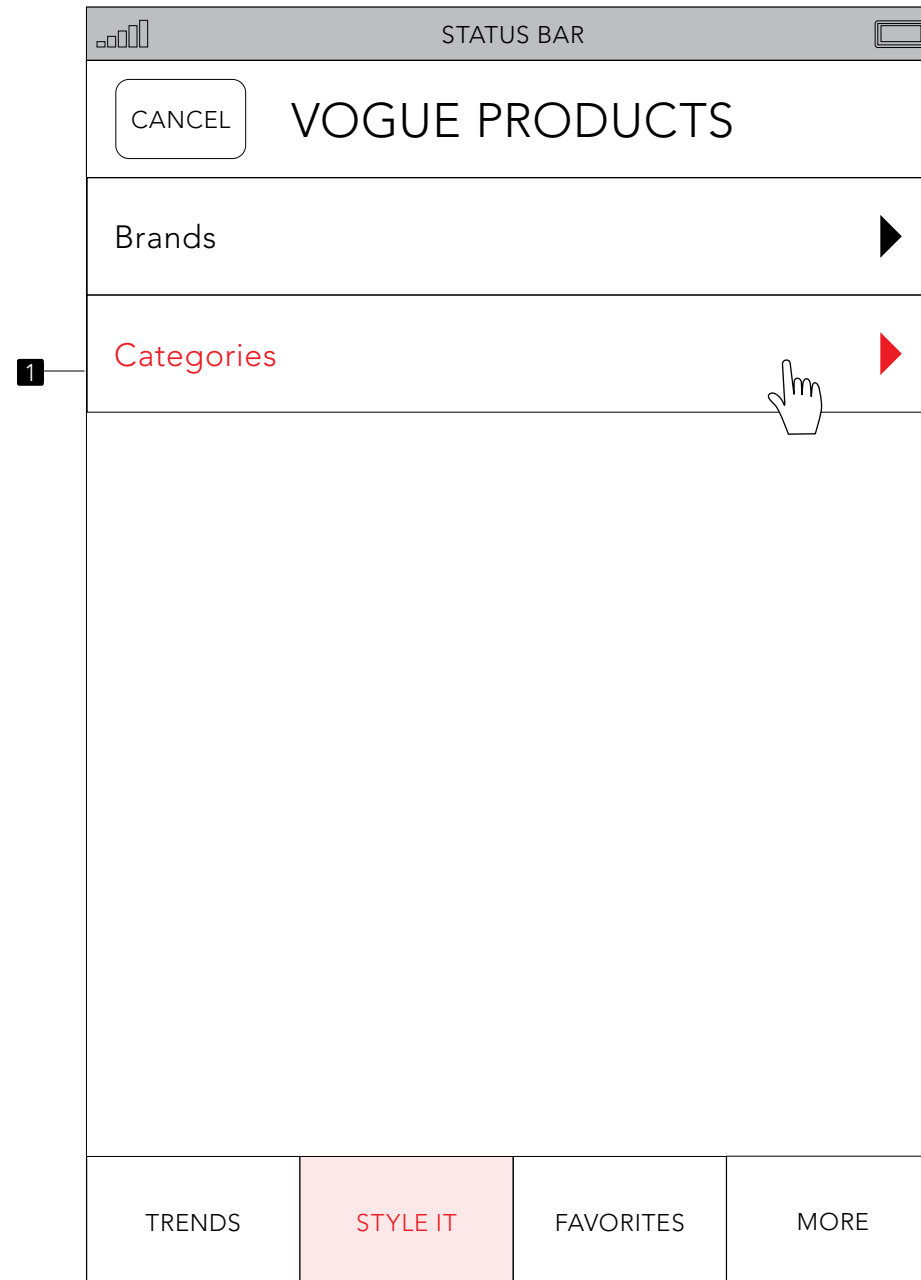 STATUS BAR
CANCEL
VOGUE PRODUCTS
Brands
1
Categories
TRENDS
STYLE IT
FAVORITES
MORE